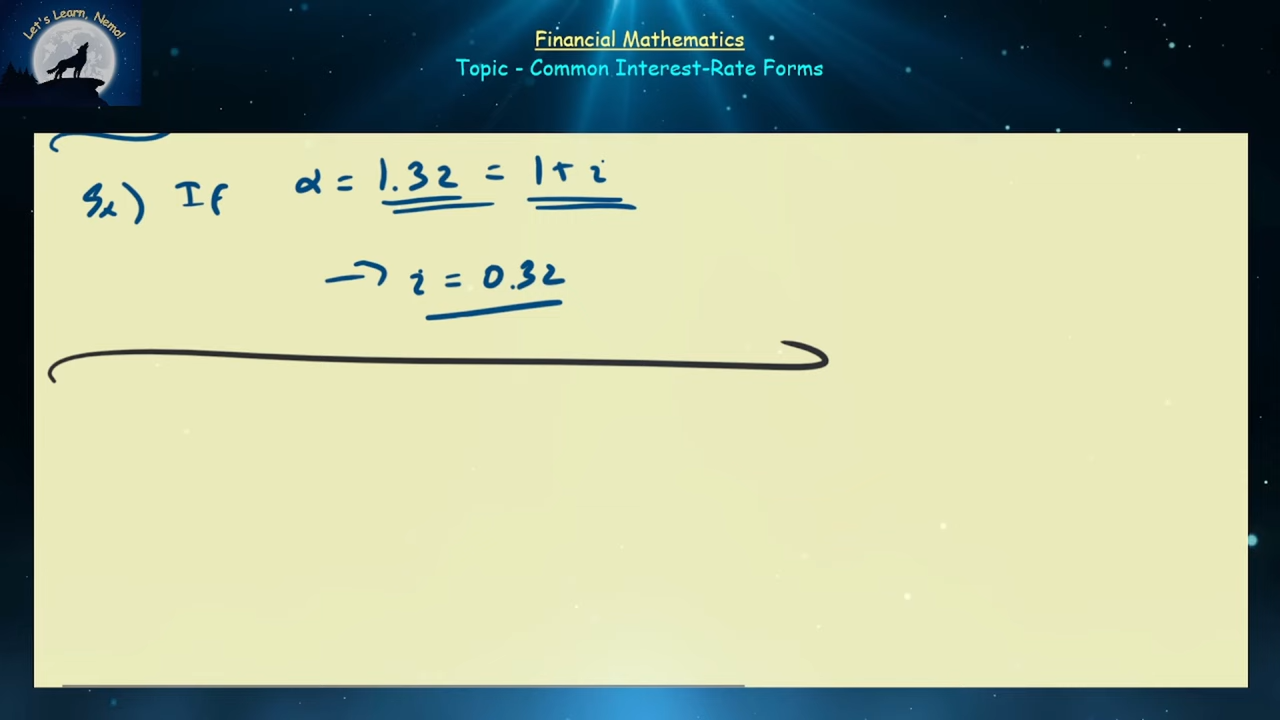 Let's Learn, Nemo!
Financial Mathematics
Topic - Common Interest-Rate Forms
Ex) If α = 1.32 = 1 + i
→ i = 0.32